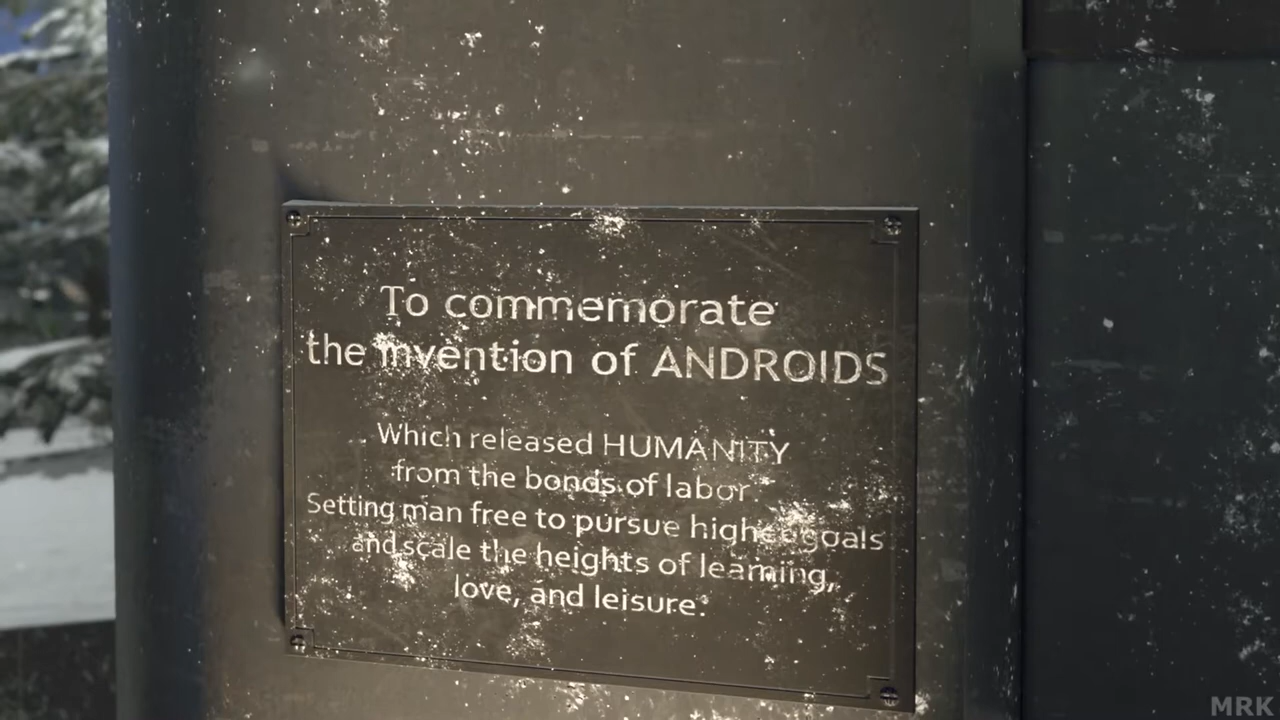 To commemorate
the invention of ANDROIDS
Which released HUMANITY
from the bonds of labor.
Setting man free to pursue higher goals
and scale the heights of learning,
love, and leisure.
MRK